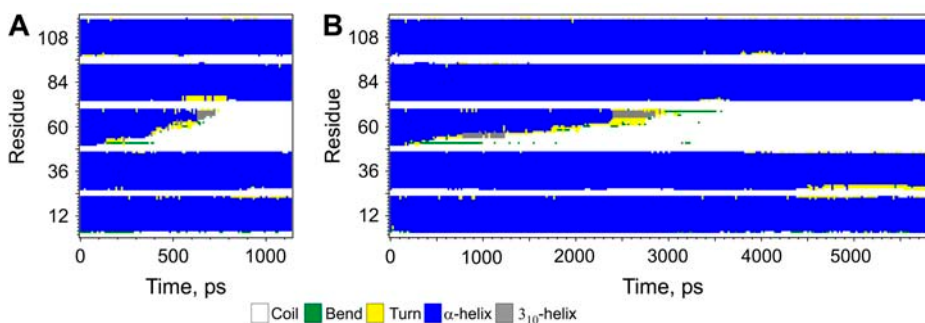 A
B
Residue
108
84
60
36
12
0
500
1000
Time, ps
Residue
108
84
60
36
12
0
1000
2000
3000
4000
5000
Time, ps
Coil Bend Turn α-helix 3₁₀-helix